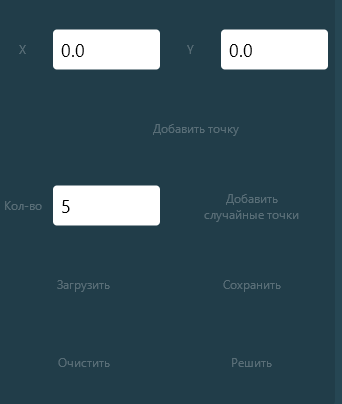 X 0.0 Y 0.0
Добавить точку
Кол-во 5 Добавить
случайные точки
Загрузить Сохранить
Очистить Решить